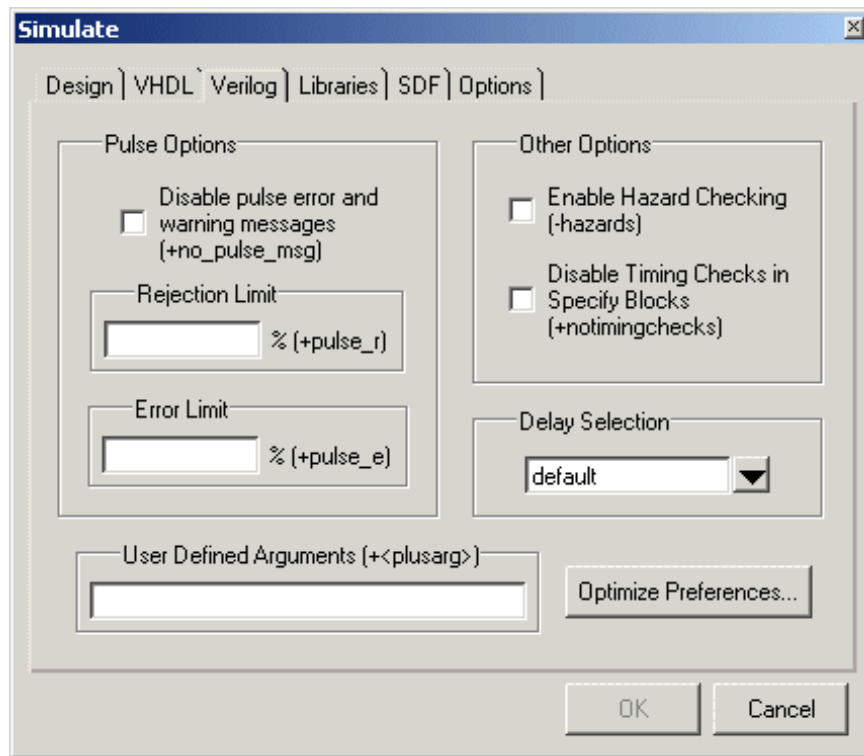 Simulate
Design VHDL Verilog Libraries SDF Options
Pulse Options
Disable pulse error and
warning messages
(+no_pulse_msg)
Rejection Limit
% (+pulse_r)
Error Limit
% (+pulse_e)
Other Options
Enable Hazard Checking
(-hazards)
Disable Timing Checks in
Specify Blocks
(+notimingchecks)
Delay Selection
default
User Defined Arguments (+<plusarg>)
Optimize Preferences...
OK Cancel